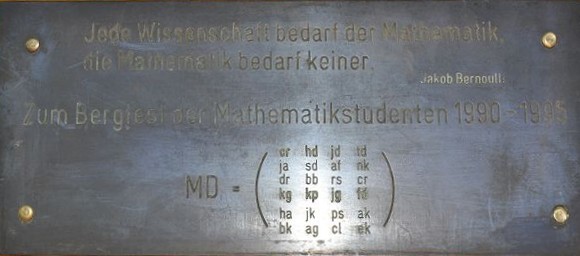 Jede Wissenschaft bedarf der Mathematik,
die Mathematik bedarf keiner.
Jakob Bernoulli
Zum Bergfest der Mathematikstudenten 1990-1995
or hd jd td
ja sd af nk
dr bb rs cr
MD = kg kp jg fd
ha jk ps ak
bk ag cl ek